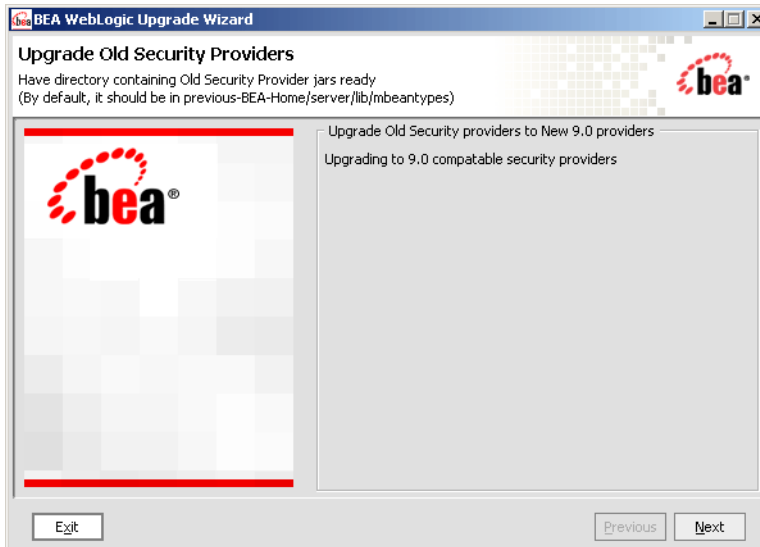 BEA WebLogic Upgrade Wizard
Upgrade Old Security Providers
Have directory containing Old Security Provider jars ready
(By default, it should be in previous-BEA-Home/server/lib/mbeantypes)
bea
bea®
Upgrade Old Security providers to New 9.0 providers
Upgrading to 9.0 compatable security providers
Exit
Previous
Next